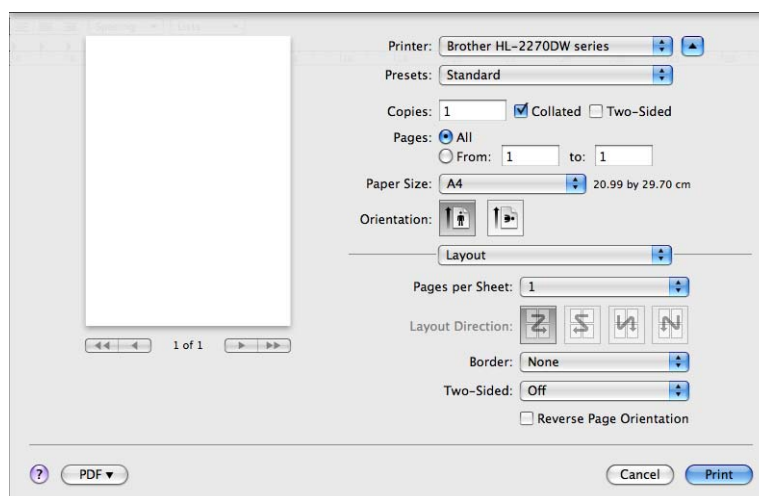 Printer: Brother HL-2270DW series
Presets: Standard
Copies: 1 Collated Two-Sided
Pages: All
From: 1 to: 1
Paper Size: A4 20.99 by 29.70 cm
Orientation:
Layout
Pages per Sheet: 1
Layout Direction:
1 of 1
Border: None
Two-Sided: Off
Reverse Page Orientation
? PDF Cancel Print